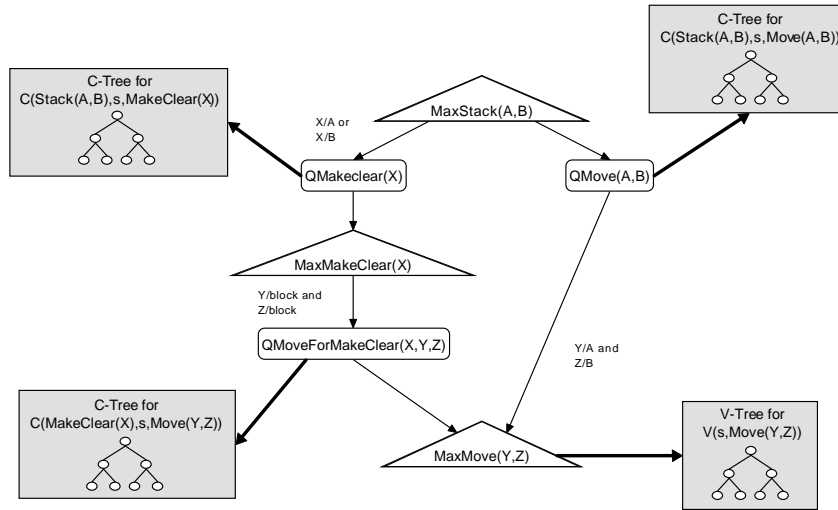 C-Tree for
C(Stack(A,B),s,Move(A,B))
C-Tree for
C(Stack(A,B),s,MakeClear(X))
MaxStack(A,B)
X/A or
X/B
QMakeclear(X)
QMove(A,B)
MaxMakeClear(X)
Y/block and
Z/block
QMoveForMakeClear(X,Y,Z)
Y/A and
Z/B
C-Tree for
C(MakeClear(X),s,Move(Y,Z))
V-Tree for
V(s,Move(Y,Z))
MaxMove(Y,Z)